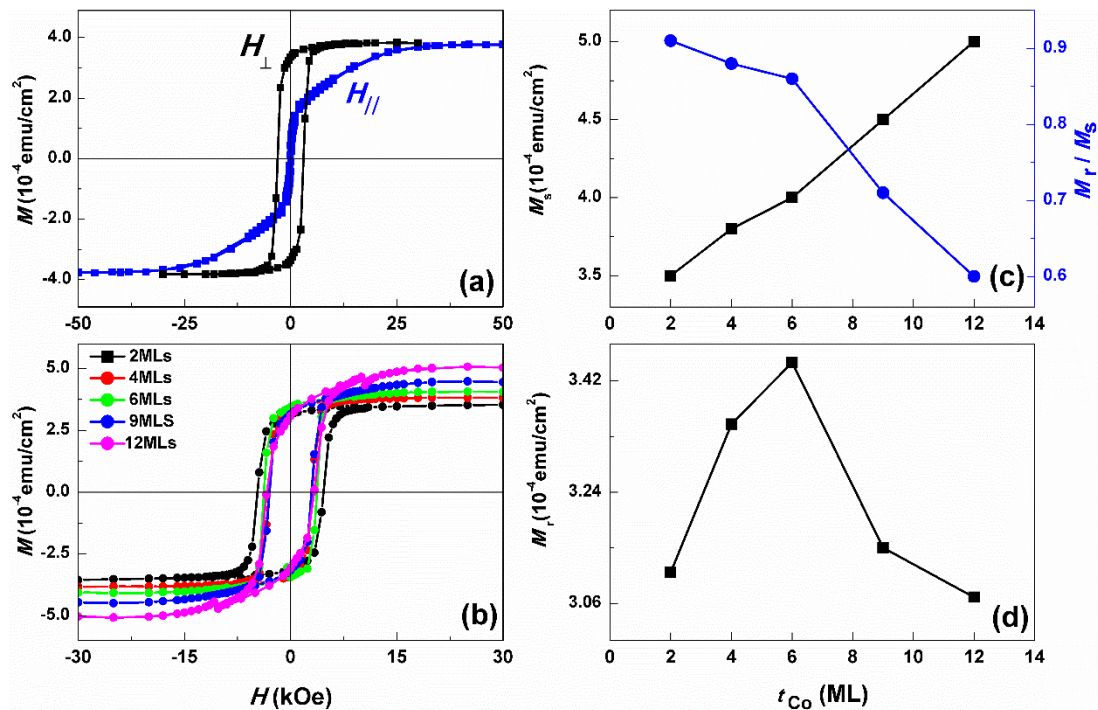 4.0
2.0
0.0
-2.0
-4.0
M (10⁻⁴emu/cm²)
H⊥
H//
(a)
-50 -25 0 25 50
5.0
4.5
4.0
3.5
Mₛ(10⁻⁴emu/cm²)
0.9
0.8
0.7
0.6
Mᵣ / Mₛ
(c)
0 2 4 6 8 10 12 14
5.0
2.5
0.0
-2.5
-5.0
M (10⁻⁴emu/cm²)
2MLs
4MLs
6MLs
9MLS
12MLs
(b)
-30 -15 0 15 30
H (kOe)
3.42
3.24
3.06
Mᵣ(10⁻⁴emu/cm²)
(d)
0 2 4 6 8 10 12 14
t Co (ML)